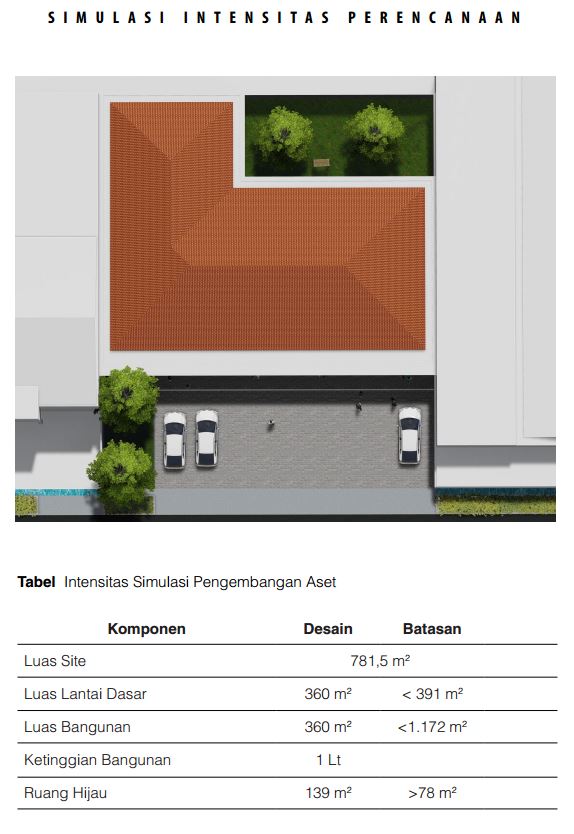 SIMULASI INTENSITAS PERENCANAAN
Tabel Intensitas Simulasi Pengembangan Aset
Komponen Desain Batasan
Luas Site 781,5 m²
Luas Lantai Dasar 360 m² < 391 m²
Luas Bangunan 360 m² <1.172 m²
Ketinggian Bangunan 1 Lt
Ruang Hijau 139 m² >78 m²